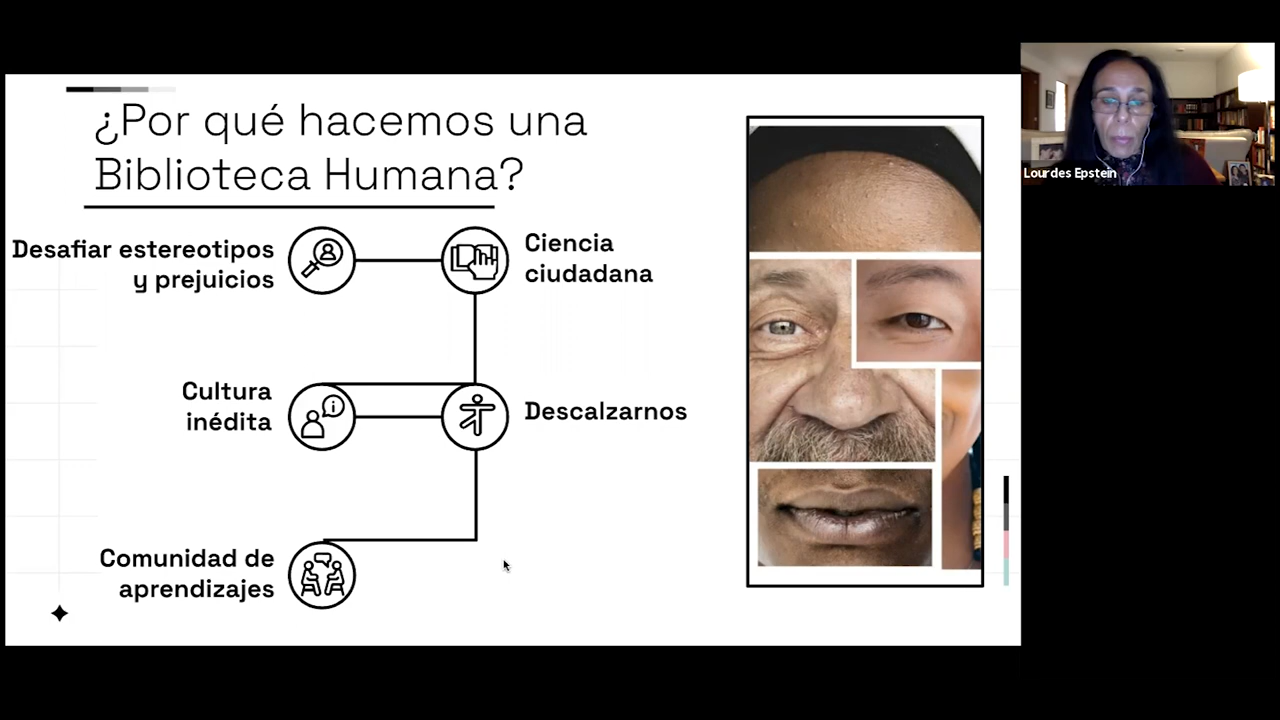 ¿Por qué hacemos una
Biblioteca Humana?
Desafiar estereotipos
y prejuicios
Ciencia
ciudadana
Cultura
inédita
Descalzarnos
Comunidad de
aprendizajes
Lourdes Epstein